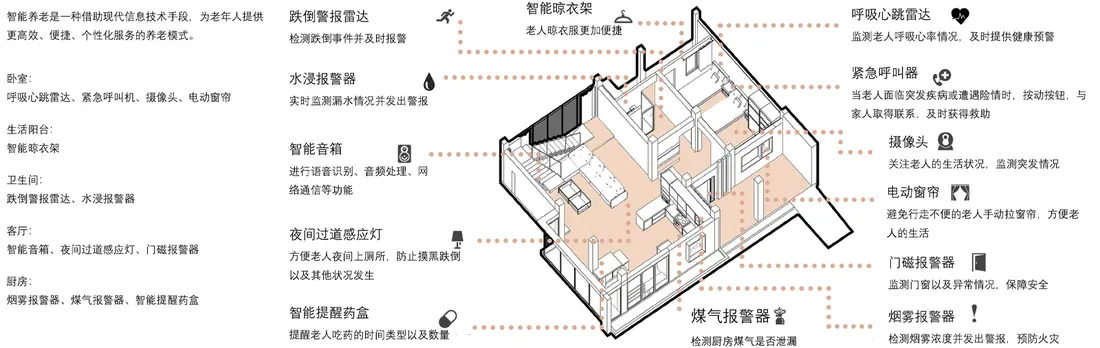 智能养老是一种借助现代信息技术手段，为老年人提供
更高效、便捷、个性化服务的养老模式。
卧室：
呼吸心跳雷达、紧急呼叫机、摄像头、电动窗帘
生活阳台：
智能晾衣架
卫生间：
跌倒警报雷达、水浸报警器
客厅：
智能音箱、夜间过道感应灯、门磁报警器
厨房：
烟雾报警器、煤气报警器、智能提醒药盒
跌倒警报雷达
检测跌倒事件并及时报警
水浸报警器
实时监测漏水情况并发出警报
智能音箱
进行语音识别、音频处理、网
络通信等功能
夜间过道感应灯
方便老人夜间上厕所，防止摸黑跌倒
以及其他状况发生
智能提醒药盒
提醒老人吃药的时间类型以及数量
智能晾衣架
老人晾衣服更加便捷
煤气报警器
检测厨房煤气是否泄漏
呼吸心跳雷达
监测老人呼吸心率情况，及时提供健康预警
紧急呼叫器
当老人面临突发疾病或遭遇险情时，按动按钮，与
家人取得联系，及时获得救助
摄像头
关注老人的生活状况，监测突发情况
电动窗帘
避免行走不便的老人手动拉窗帘，方便老
人的生活
门磁报警器
监测门窗以及异常情况，保障安全
烟雾报警器
检测烟雾浓度并发出警报，预防火灾